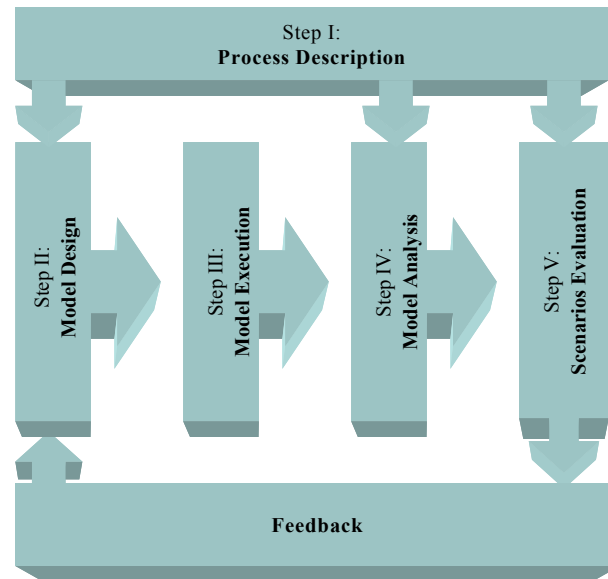 Step I:
Process Description
Step II:
Model Design
Step III:
Model Execution
Step IV:
Model Analysis
Step V:
Scenarios Evaluation
Feedback